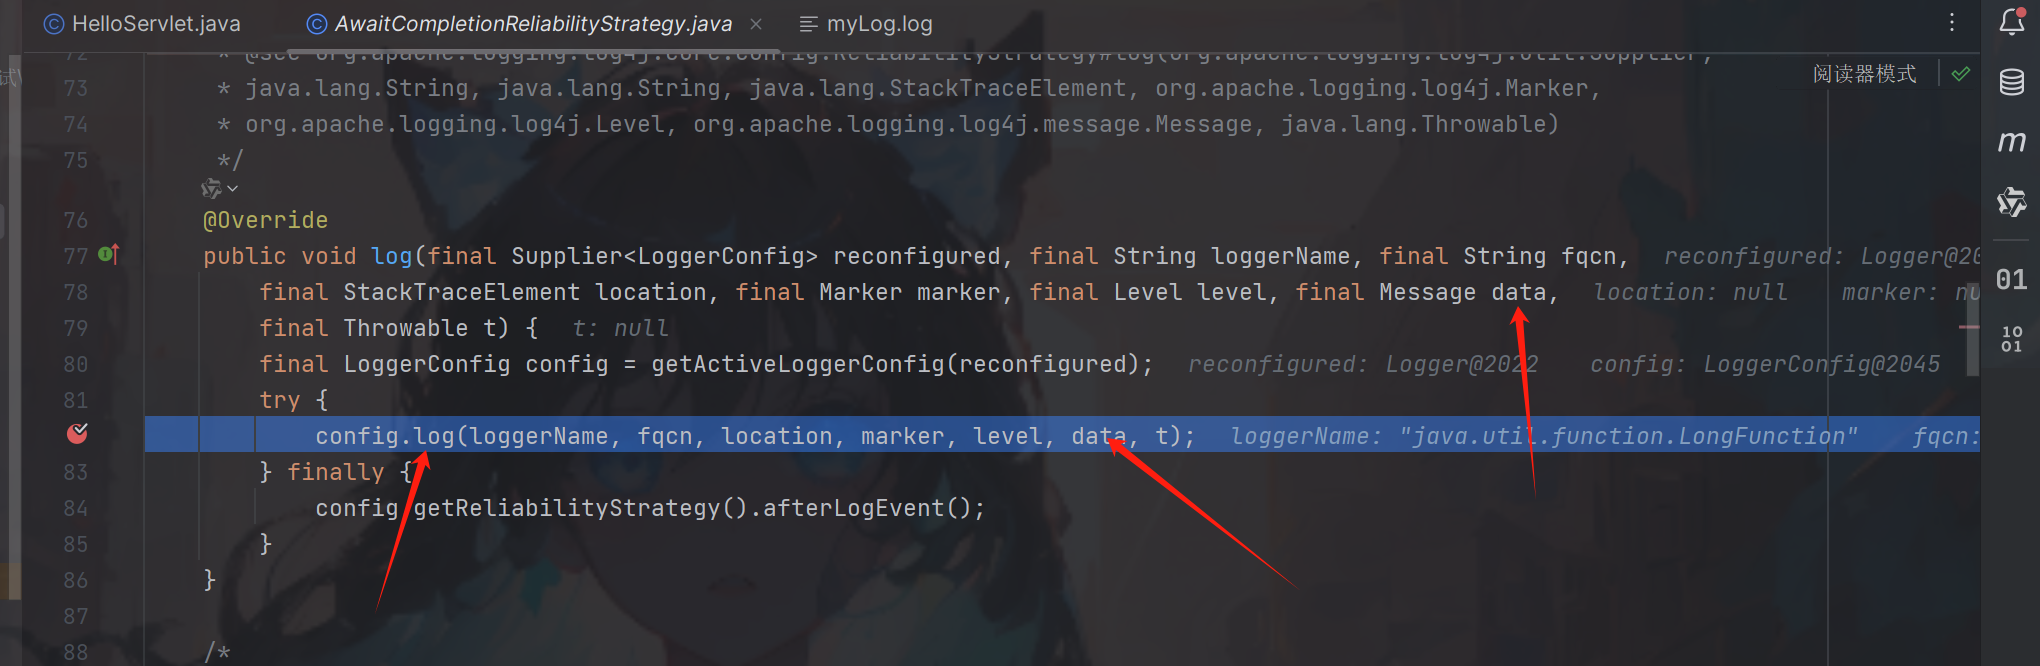 HelloServlet.java AwaitCompletionReliabilityStrategy.java myLog.log
72 * @see org.apache.logging.log4j.core.config.ReliabilityStrategy#log(org.apache.logging.log4j.util.Supplier,
试\ 阅读器模式
73 * java.lang.String, java.lang.String, java.lang.StackTraceElement, org.apache.logging.log4j.Marker,
74 * org.apache.logging.log4j.Level, org.apache.logging.log4j.message.Message, java.lang.Throwable)
75 */
76 @Override
77 public void log(final Supplier<LoggerConfig> reconfigured, final String loggerName, final String fqcn, reconfigured: Logger@20
78 final StackTraceElement location, final Marker marker, final Level level, final Message data, location: null marker: nu
79 final Throwable t) { t: null
80 final LoggerConfig config = getActiveLoggerConfig(reconfigured); reconfigured: Logger@2022 config: LoggerConfig@2045
81 try {
config.log(loggerName, fqcn, location, marker, level, data, t); loggerName: "java.util.function.LongFunction" fqcn:
83 } finally {
84 config.getReliabilityStrategy().afterLogEvent();
85 }
86 }
87
88 /*
m
01
10
01